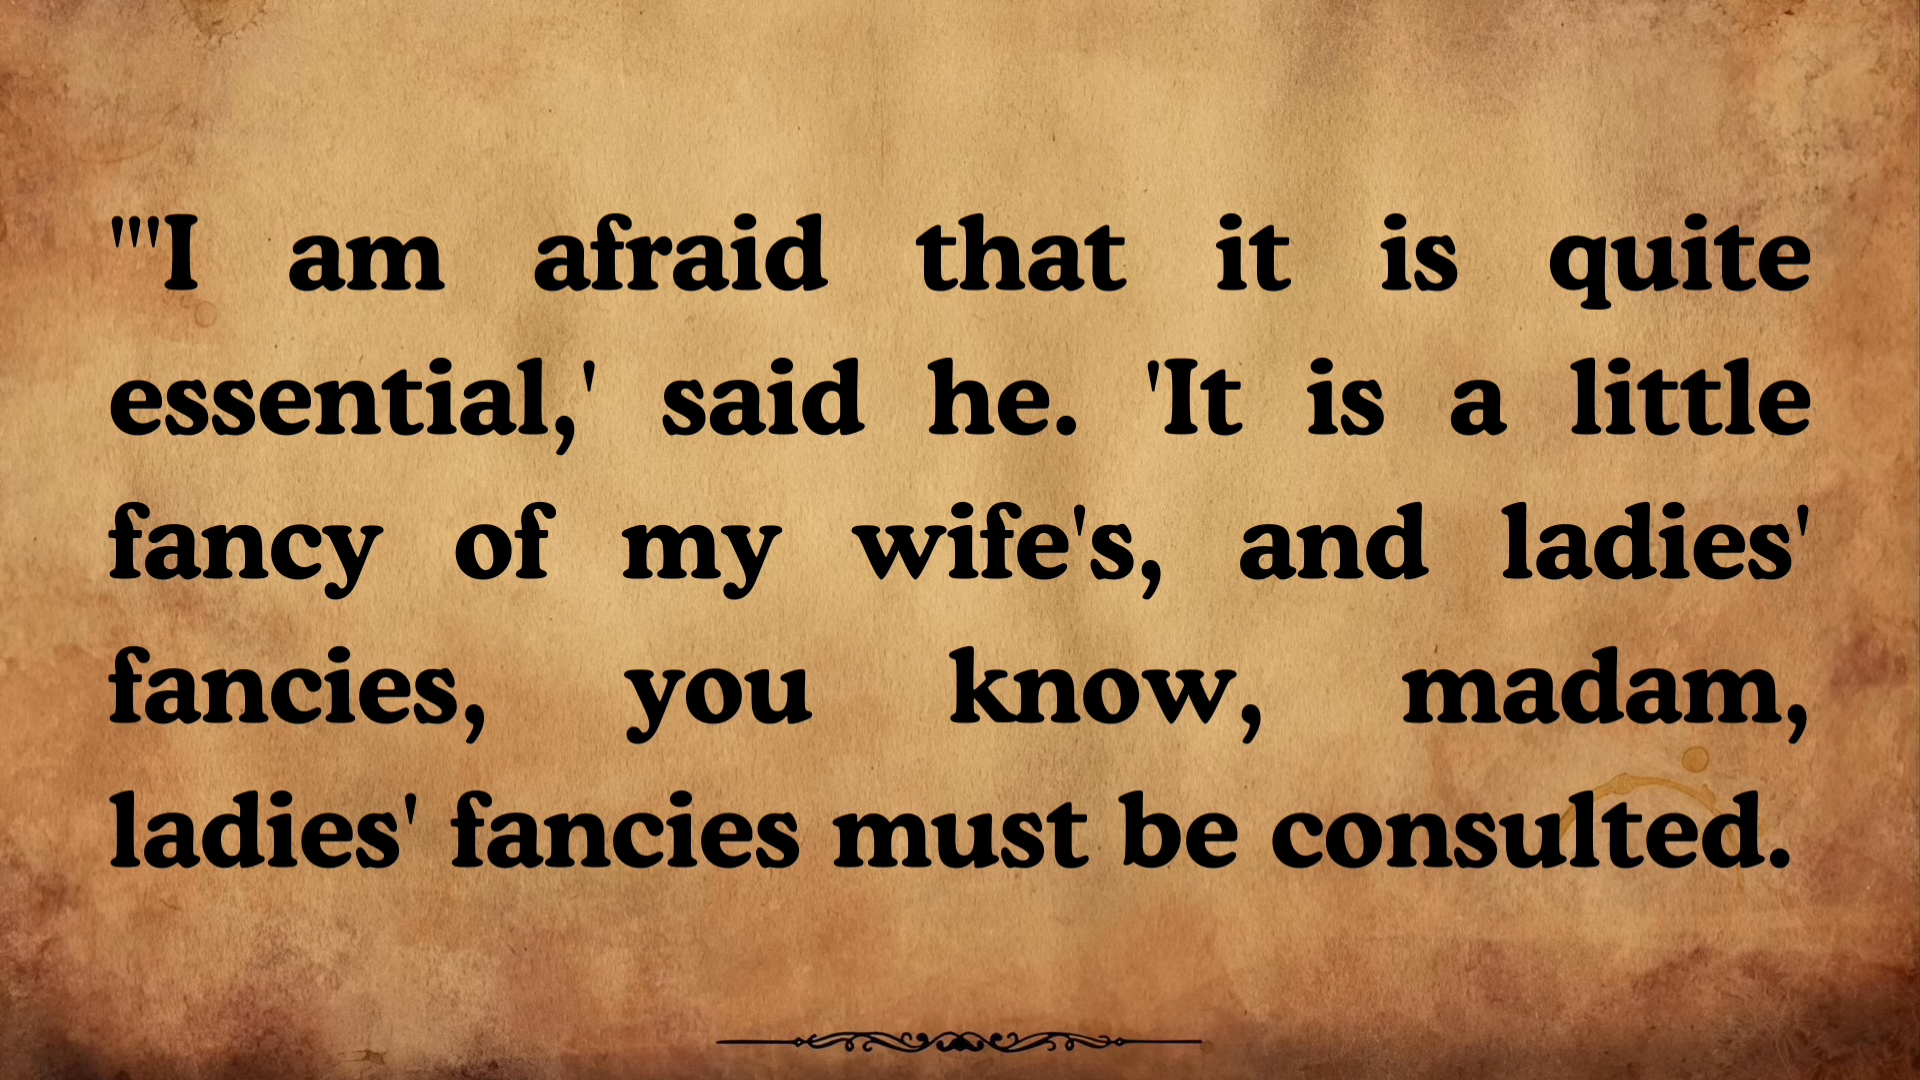 "'I am afraid that it is quite
essential,' said he. 'It is a little
fancy of my wife's, and ladies'
fancies, you know, madam,
ladies' fancies must be consulted.